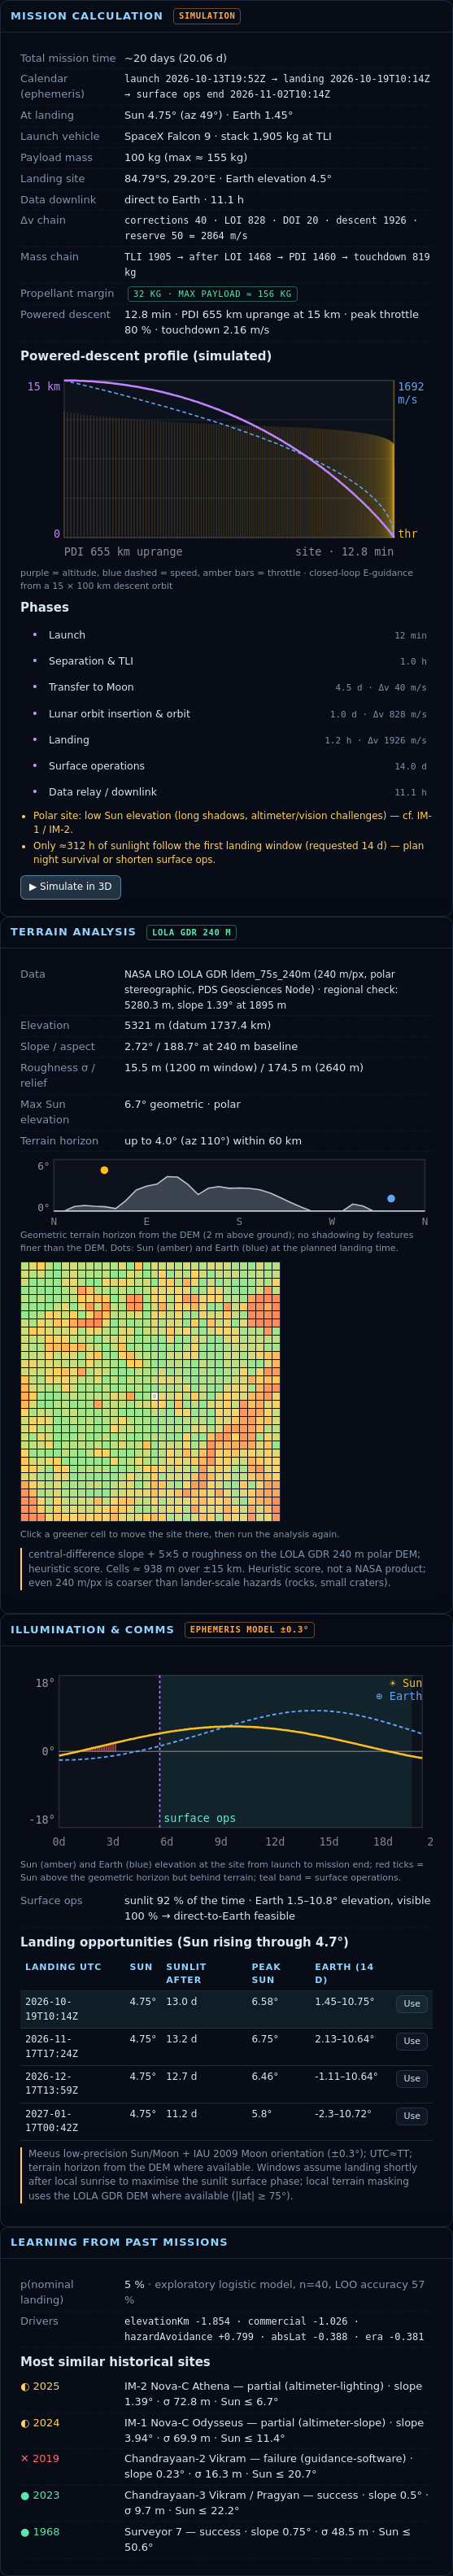 MISSION CALCULATION SIMULATION
Total mission time ~20 days (20.06 d)
Calendar (ephemeris) launch 2026-10-13T19:52Z → landing 2026-10-19T10:14Z
→ surface ops end 2026-11-02T10:14Z
At landing Sun 4.75° (az 49°) · Earth 1.45°
Launch vehicle SpaceX Falcon 9 · stack 1,905 kg at TLI
Payload mass 100 kg (max ≈ 155 kg)
Landing site 84.79°S, 29.20°E · Earth elevation 4.5°
Data downlink direct to Earth · 11.1 h
Δv chain corrections 40 · LOI 828 · DOI 20 · descent 1926 ·
reserve 50 = 2864 m/s
Mass chain TLI 1905 → after LOI 1468 → PDI 1460 → touchdown 819
kg
Propellant margin 32 KG · MAX PAYLOAD ≈ 156 KG
Powered descent 12.8 min · PDI 655 km uprange at 15 km · peak throttle
80 % · touchdown 2.16 m/s
Powered-descent profile (simulated)
15 km
1692
m/s
0
thr
PDI 655 km uprange site · 12.8 min
purple = altitude, blue dashed = speed, amber bars = throttle · closed-loop E-guidance
from a 15 × 100 km descent orbit
Phases
• Launch 12 min
• Separation & TLI 1.0 h
• Transfer to Moon 4.5 d · Δv 40 m/s
• Lunar orbit insertion & orbit 1.0 d · Δv 828 m/s
• Landing 1.2 h · Δv 1926 m/s
• Surface operations 14.0 d
• Data relay / downlink 11.1 h
• Polar site: low Sun elevation (long shadows, altimeter/vision challenges) — cf. IM-
1 / IM-2.
• Only ≈312 h of sunlight follow the first landing window (requested 14 d) — plan
night survival or shorten surface ops.
▶ Simulate in 3D
TERRAIN ANALYSIS LOLA GDR 240 M
Data NASA LRO LOLA GDR ldem_75s_240m (240 m/px, polar
stereographic, PDS Geosciences Node) · regional check:
5280.3 m, slope 1.39° at 1895 m
Elevation 5321 m (datum 1737.4 km)
Slope / aspect 2.72° / 188.7° at 240 m baseline
Roughness σ / relief 15.5 m (1200 m window) / 174.5 m (2640 m)
Max Sun elevation 6.7° geometric · polar
Terrain horizon up to 4.0° (az 110°) within 60 km
6°
0°
N E S W N
Geometric terrain horizon from the DEM (2 m above ground); no shadowing by features
finer than the DEM. Dots: Sun (amber) and Earth (blue) at the planned landing time.
Click a greener cell to move the site there, then run the analysis again.
central-difference slope + 5×5 σ roughness on the LOLA GDR 240 m polar DEM;
heuristic score. Cells ≈ 938 m over ±15 km. Heuristic score, not a NASA product;
even 240 m/px is coarser than lander-scale hazards (rocks, small craters).
ILLUMINATION & COMMS EPHEMERIS MODEL ±0.3°
18°
☀ Sun
⊕ Earth
0°
-18°
surface ops
0d 3d 6d 9d 12d 15d 18d 2
Sun (amber) and Earth (blue) elevation at the site from launch to mission end; red ticks =
Sun above the geometric horizon but behind terrain; teal band = surface operations.
Surface ops sunlit 92 % of the time · Earth 1.5–10.8° elevation, visible
100 % → direct-to-Earth feasible
Landing opportunities (Sun rising through 4.7°)
LANDING UTC SUN SUNLIT AFTER PEAK SUN EARTH (14 D)
2026-10-19T10:14Z 4.75° 13.0 d 6.58° 1.45–10.75° Use
2026-11-17T17:24Z 4.75° 13.2 d 6.75° 2.13–10.64° Use
2026-12-17T13:59Z 4.75° 12.7 d 6.46° -1.11–10.64° Use
2027-01-17T00:42Z 4.75° 11.2 d 5.8° -2.3–10.72° Use
Meeus low-precision Sun/Moon + IAU 2009 Moon orientation (±0.3°); UTC≈TT;
terrain horizon from the DEM where available. Windows assume landing shortly
after local sunrise to maximise the sunlit surface phase; local terrain masking
uses the LOLA GDR DEM where available (|lat| ≥ 75°).
LEARNING FROM PAST MISSIONS
p(nominal landing) 5 % · exploratory logistic model, n=40, LOO accuracy 57
%
Drivers elevationKm -1.854 · commercial -1.026 ·
hazardAvoidance +0.799 · absLat -0.388 · era -0.381
Most similar historical sites
◐ 2025 IM-2 Nova-C Athena — partial (altimeter-lighting) · slope
1.39° · σ 72.8 m · Sun ≤ 6.7°
◐ 2024 IM-1 Nova-C Odysseus — partial (altimeter-slope) · slope
3.94° · σ 69.9 m · Sun ≤ 11.4°
✕ 2019 Chandrayaan-2 Vikram — failure (guidance-software) ·
slope 0.23° · σ 16.3 m · Sun ≤ 20.7°
● 2023 Chandrayaan-3 Vikram / Pragyan — success · slope 0.5° ·
σ 9.7 m · Sun ≤ 22.2°
● 1968 Surveyor 7 — success · slope 0.75° · σ 48.5 m · Sun ≤
50.6°